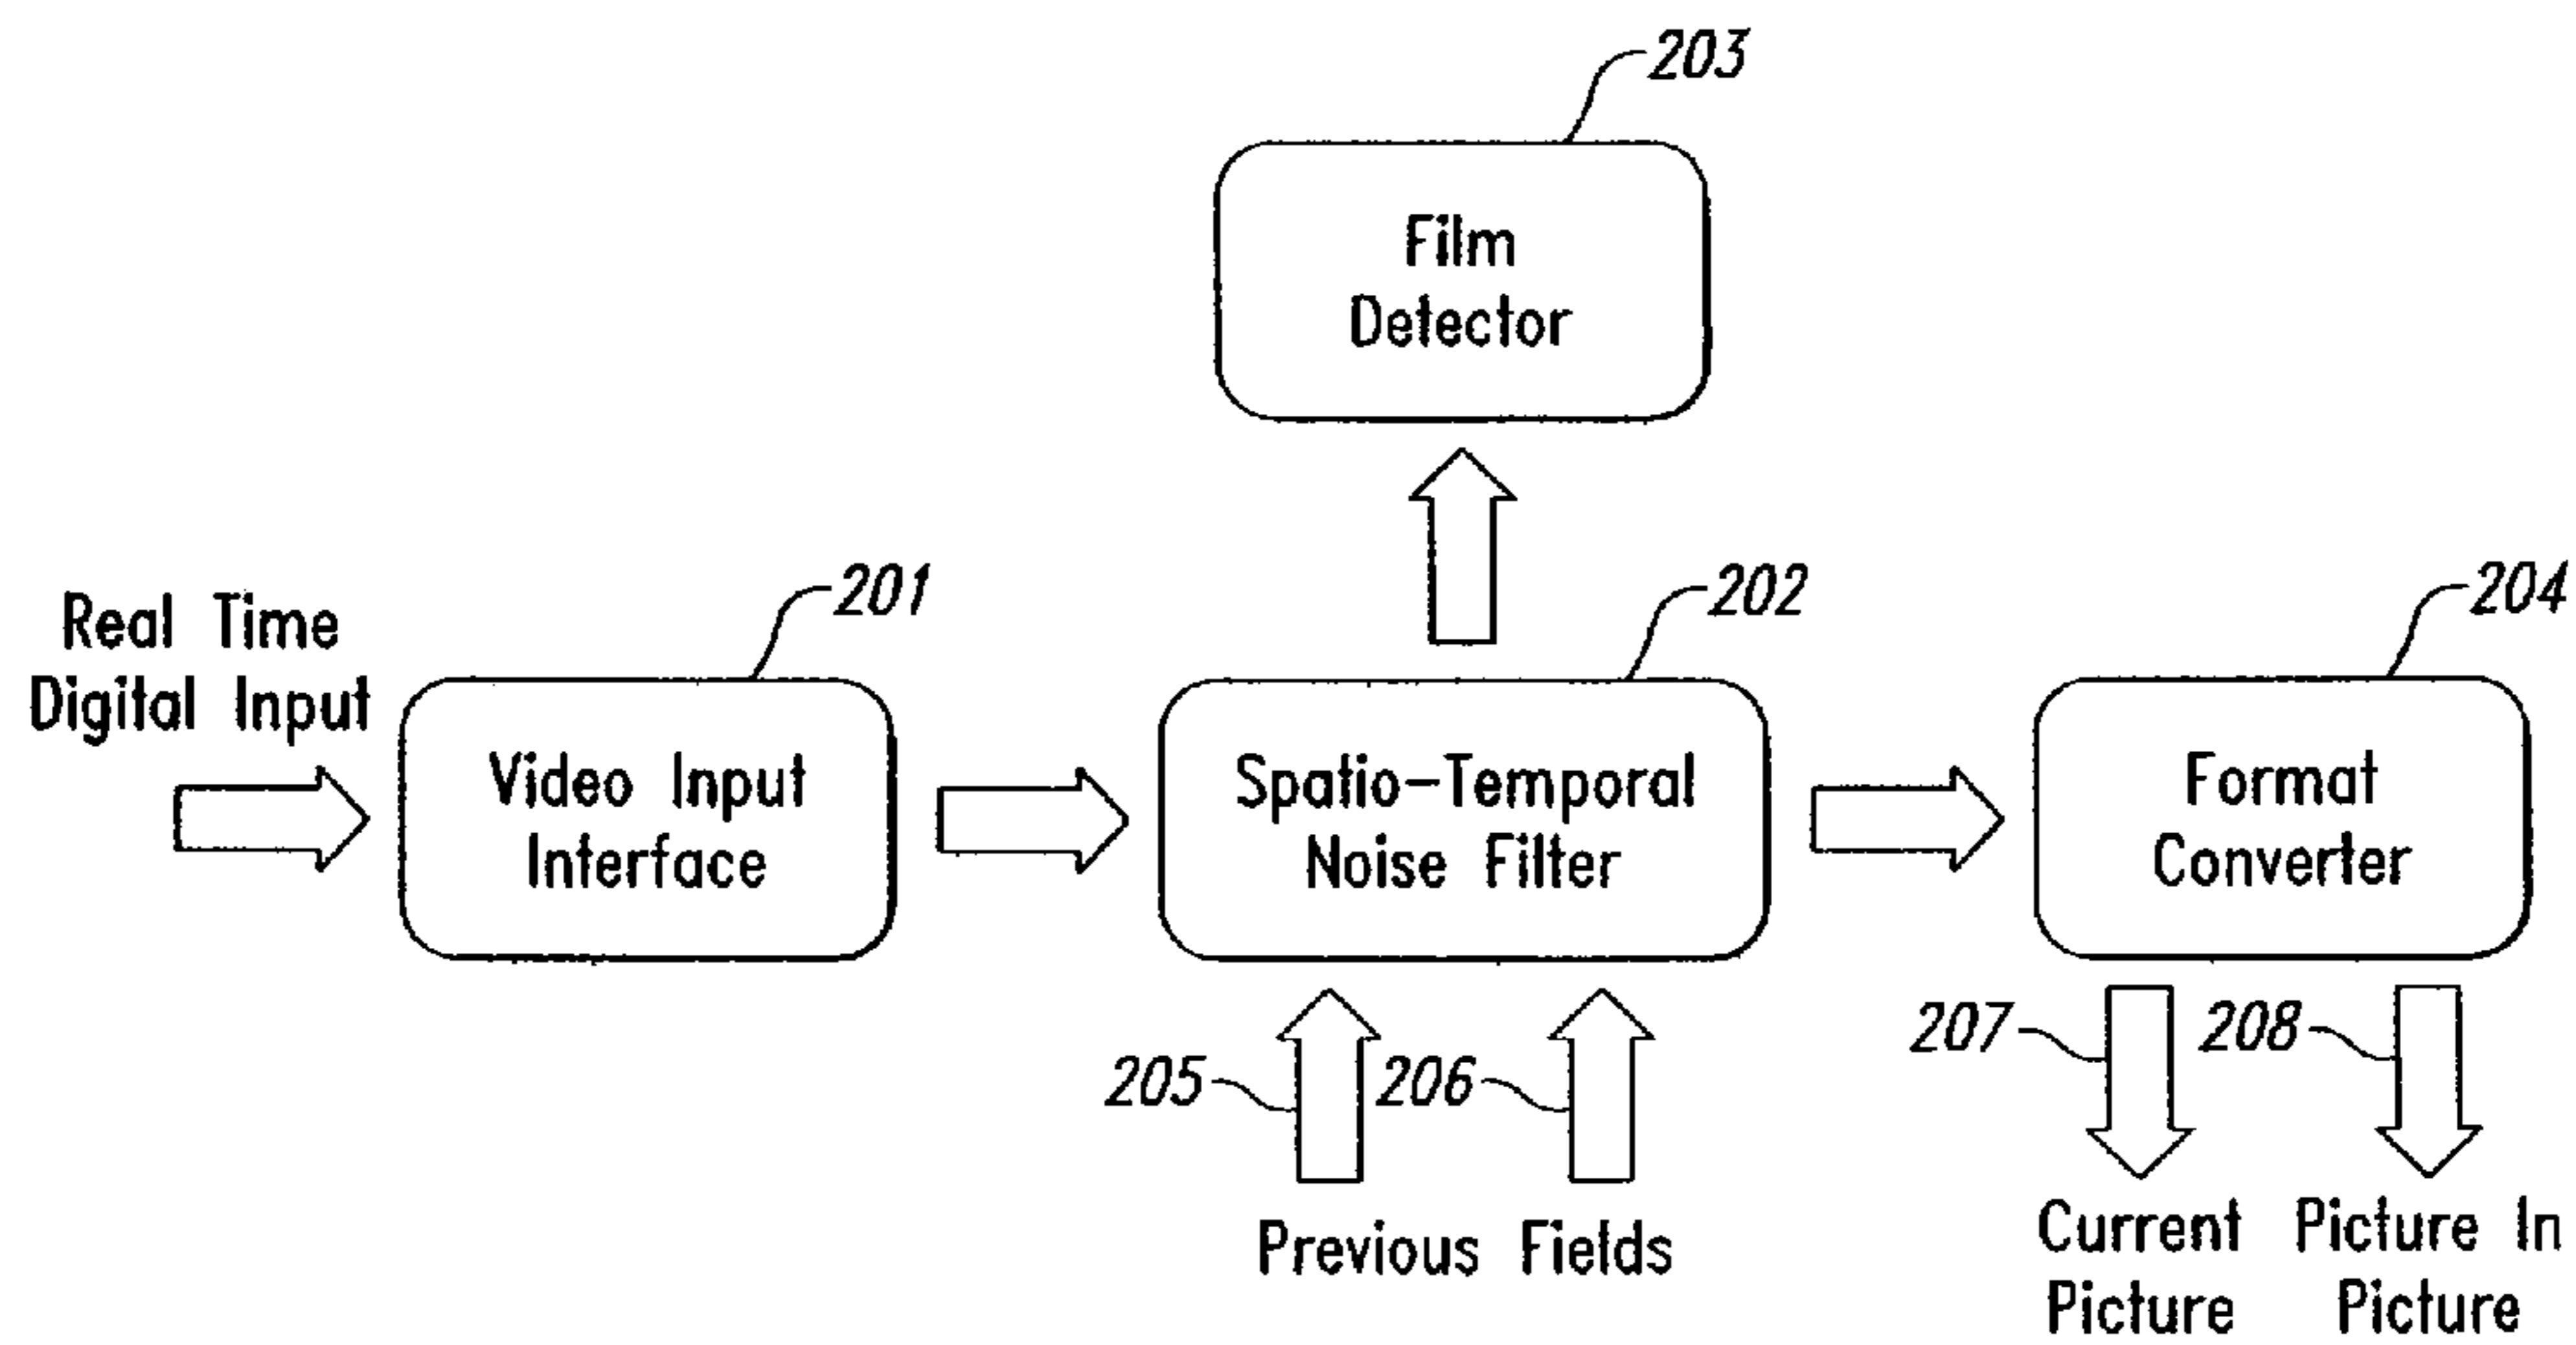 203
Film
Detector
201
202
204
Real Time
Digital Input
Video Input
Interface
Spatio-Temporal
Noise Filter
Format
Converter
205
206
207
208
Previous Fields
Current
Picture
Picture In
Picture